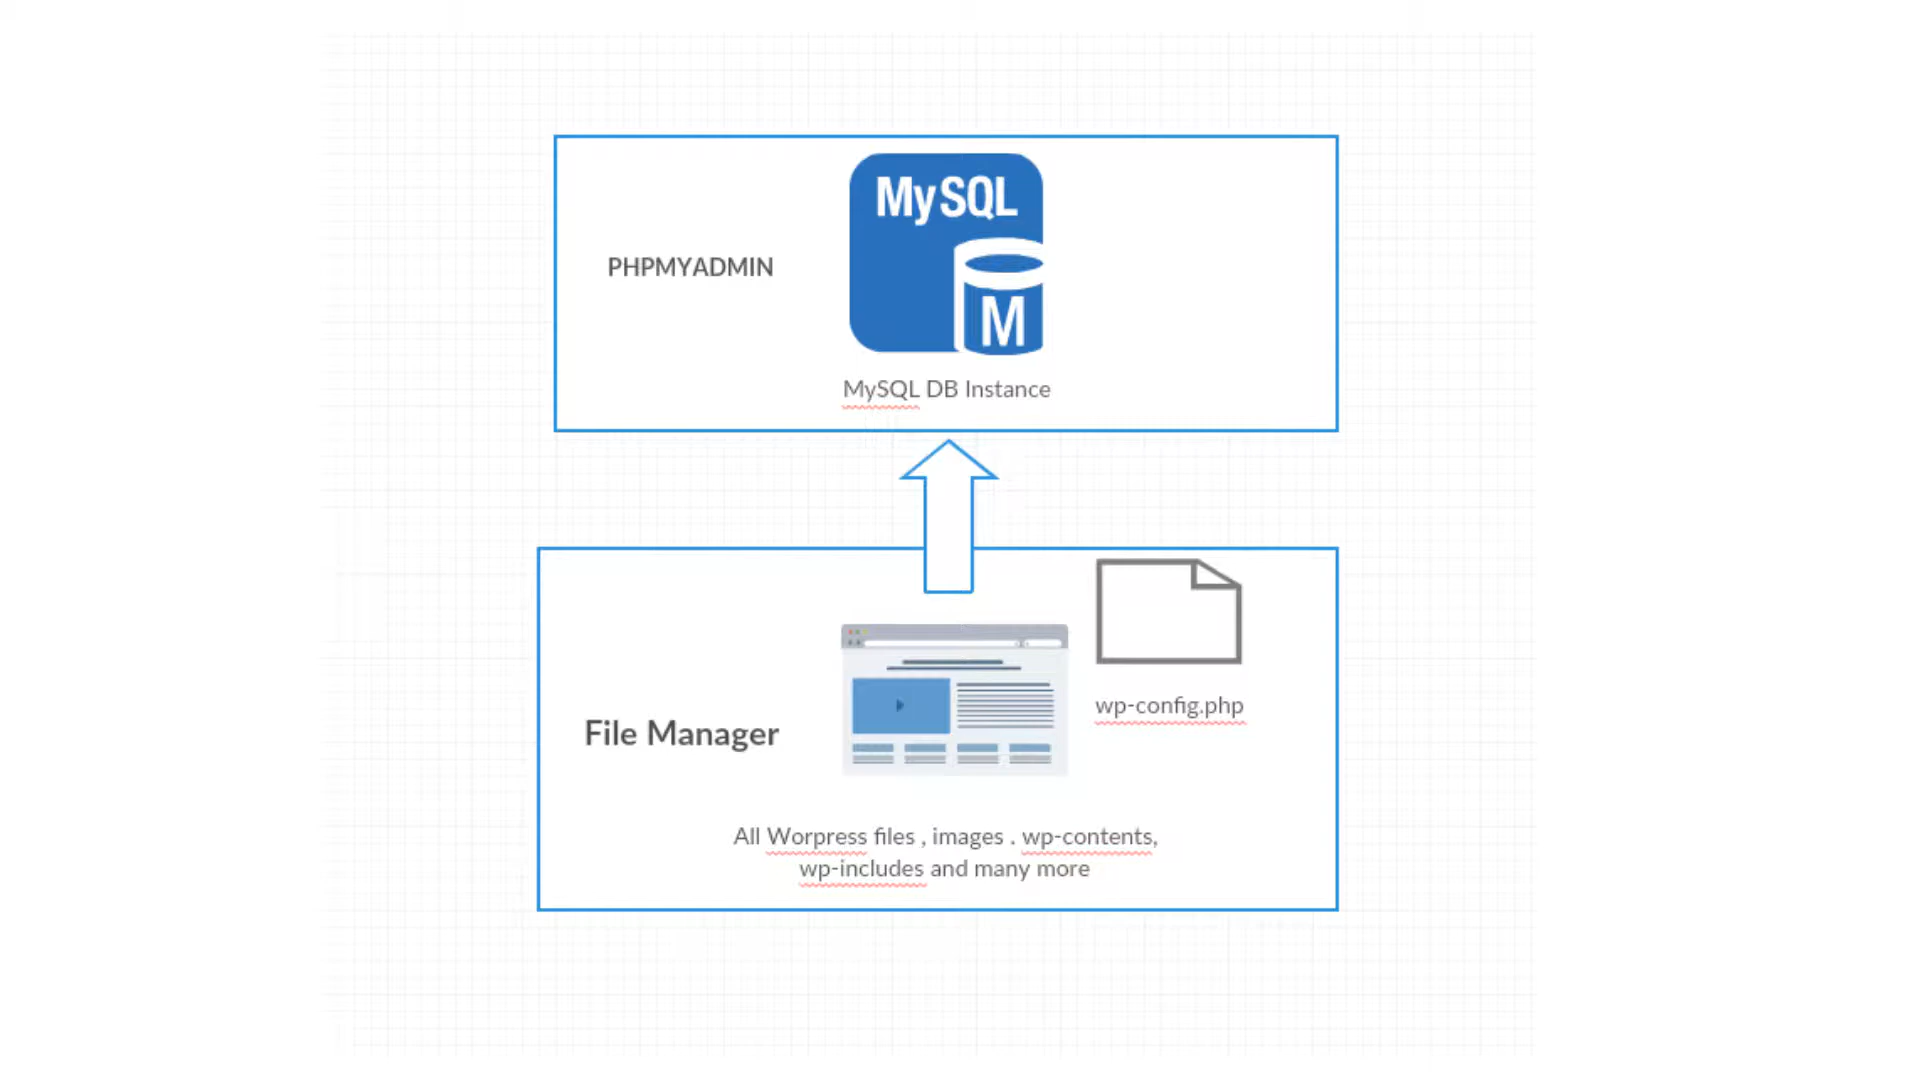 MySQL
M
PHPMYADMIN
MySQL DB Instance
wp-config.php
File Manager
All Worpress files , images . wp-contents,
wp-includes and many more